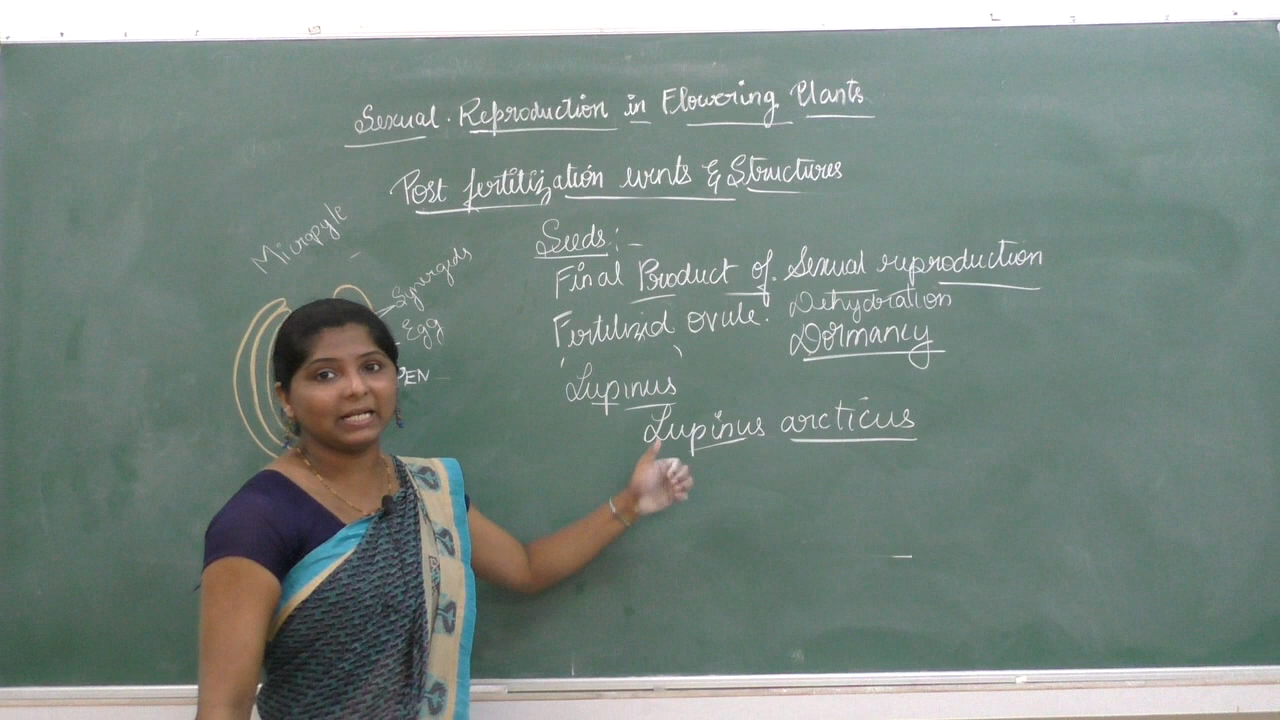 Sexual Reproduction in Flowering Plants
Post fertilization events & Structures
Micropyle
Synergids
Egg
PEN
Seeds:-
Final Product of Sexual reproduction
Fertilized ovule. Dehydration
Dormancy
Lupinus
Lupinus arcticus